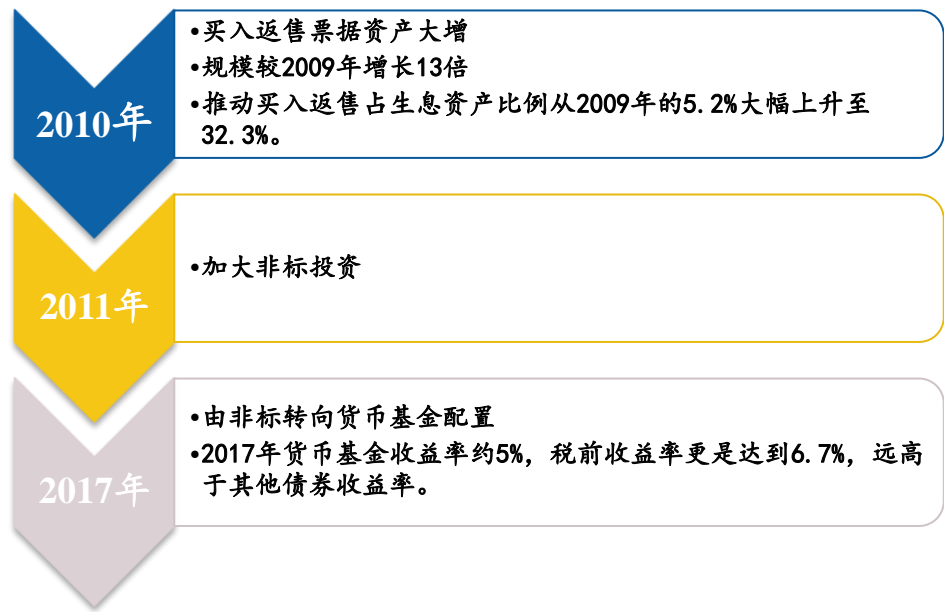 2010年
•买入返售票据资产大增
•规模较2009年增长13倍
•推动买入返售占生息资产比例从2009年的5.2%大幅上升至
32.3%。
2011年
•加大非标投资
2017年
•由非标转向货币基金配置
•2017年货币基金收益率约5%，税前收益率更是达到6.7%，远高
于其他债券收益率。